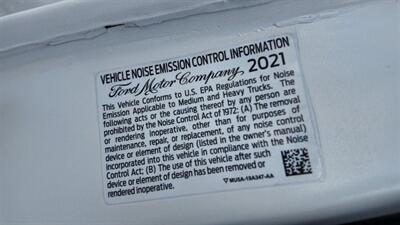 VEHICLE NOISE EMISSION CONTROL INFORMATION
Ford Motor Company 2021
This Vehicle Conforms to U.S. EPA Regulations for Noise
Emission Applicable to Medium and Heavy Trucks. The
following acts or the causing thereof by any person are
prohibited by the Noise Control Act of 1972: (A) The removal
or rendering inoperative, other than for purposes of
maintenance, repair, or replacement, of any noise control
device or element of design (listed in the owner's manual)
incorporated into this vehicle in compliance with the Noise
Control Act; (B) The use of this vehicle after such
device or element of design has been removed or
rendered inoperative.
MU5A-19A347-AA